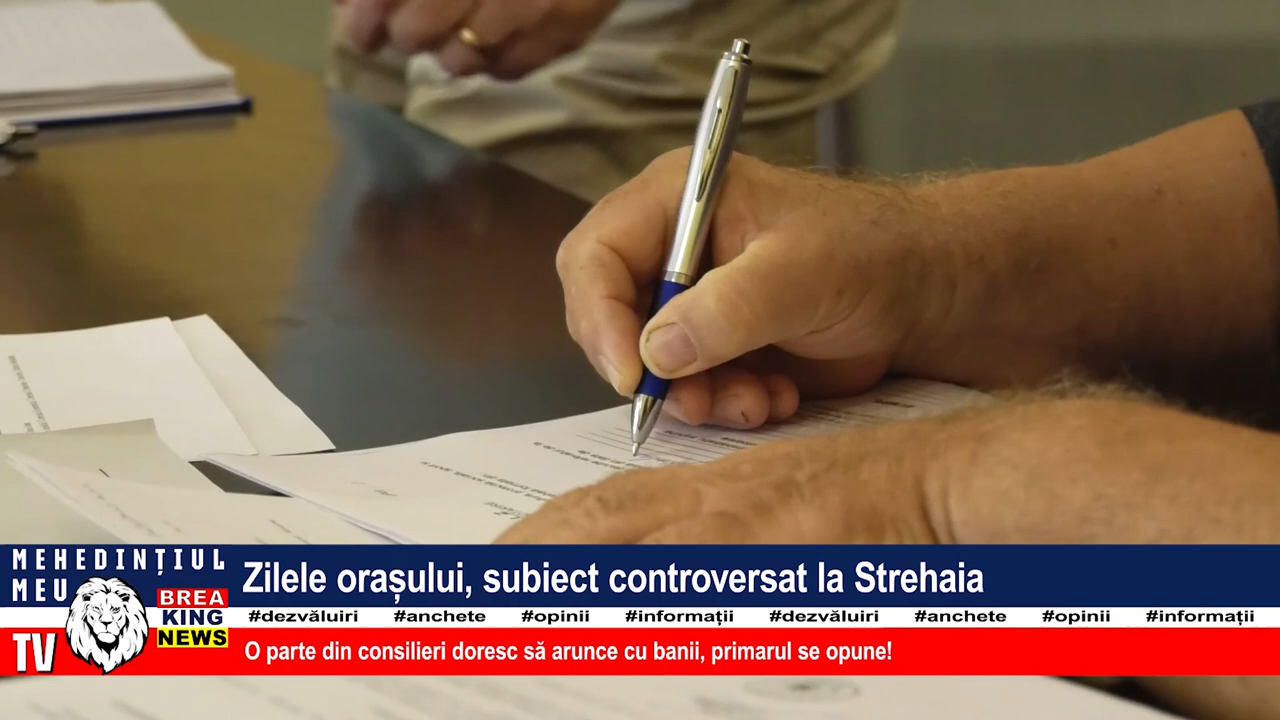 MEHEDINȚIUL
MEU
TV
BREA
KING
NEWS
Zilele orașului, subiect controversat la Strehaia
#dezvăluiri #anchete #opinii #informații #dezvăluiri #anchete #opinii #informații
O parte din consilieri doresc să arunce cu banii, primarul se opune!